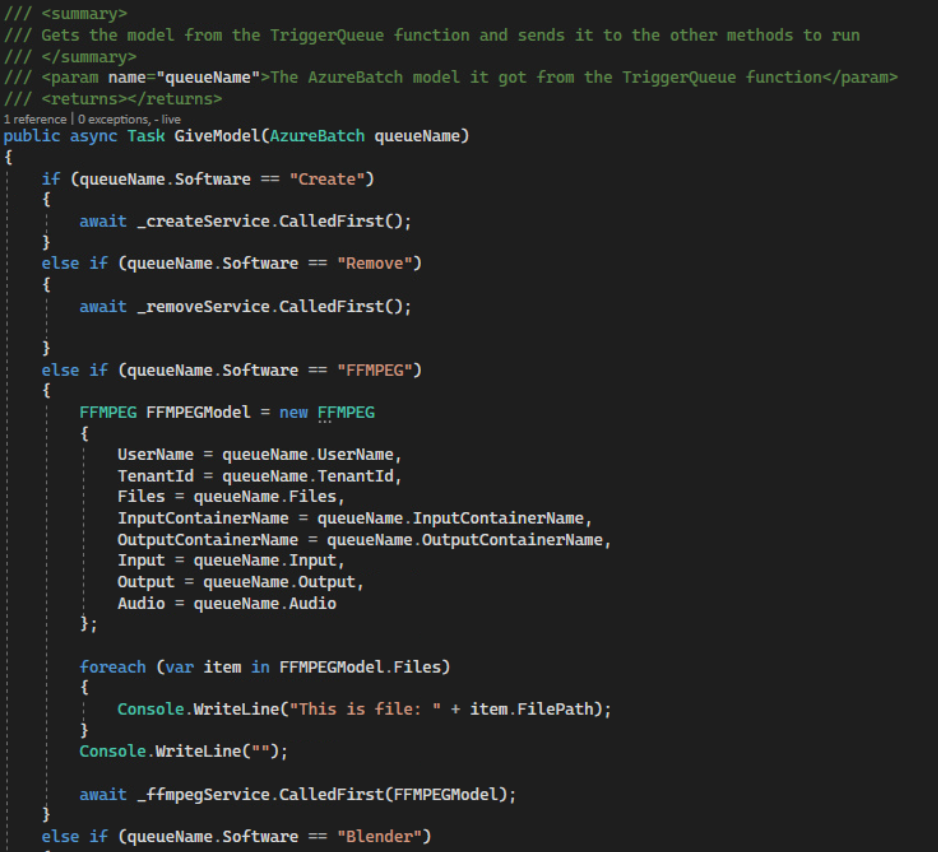 /// <summary>
/// Gets the model from the TriggerQueue function and sends it to the other methods to run
/// </summary>
/// <param name="queueName">The AzureBatch model it got from the TriggerQueue function</param>
/// <returns></returns>
1 reference | 0 exceptions, - live
public async Task GiveModel(AzureBatch queueName)
{
    if (queueName.Software == "Create")
    {
        await _createService.CalledFirst();
    }
    else if (queueName.Software == "Remove")
    {
        await _removeService.CalledFirst();

    }
    else if (queueName.Software == "FFMPEG")
    {
        FFMPEG FFMPEGModel = new FFMPEG
        {
            UserName = queueName.UserName,
            TenantId = queueName.TenantId,
            Files = queueName.Files,
            InputContainerName = queueName.InputContainerName,
            OutputContainerName = queueName.OutputContainerName,
            Input = queueName.Input,
            Output = queueName.Output,
            Audio = queueName.Audio
        };

        foreach (var item in FFMPEGModel.Files)
        {
            Console.WriteLine("This is file: " + item.FilePath);
        }
        Console.WriteLine("");

        await _ffmpegService.CalledFirst(FFMPEGModel);
    }
    else if (queueName.Software == "Blender")